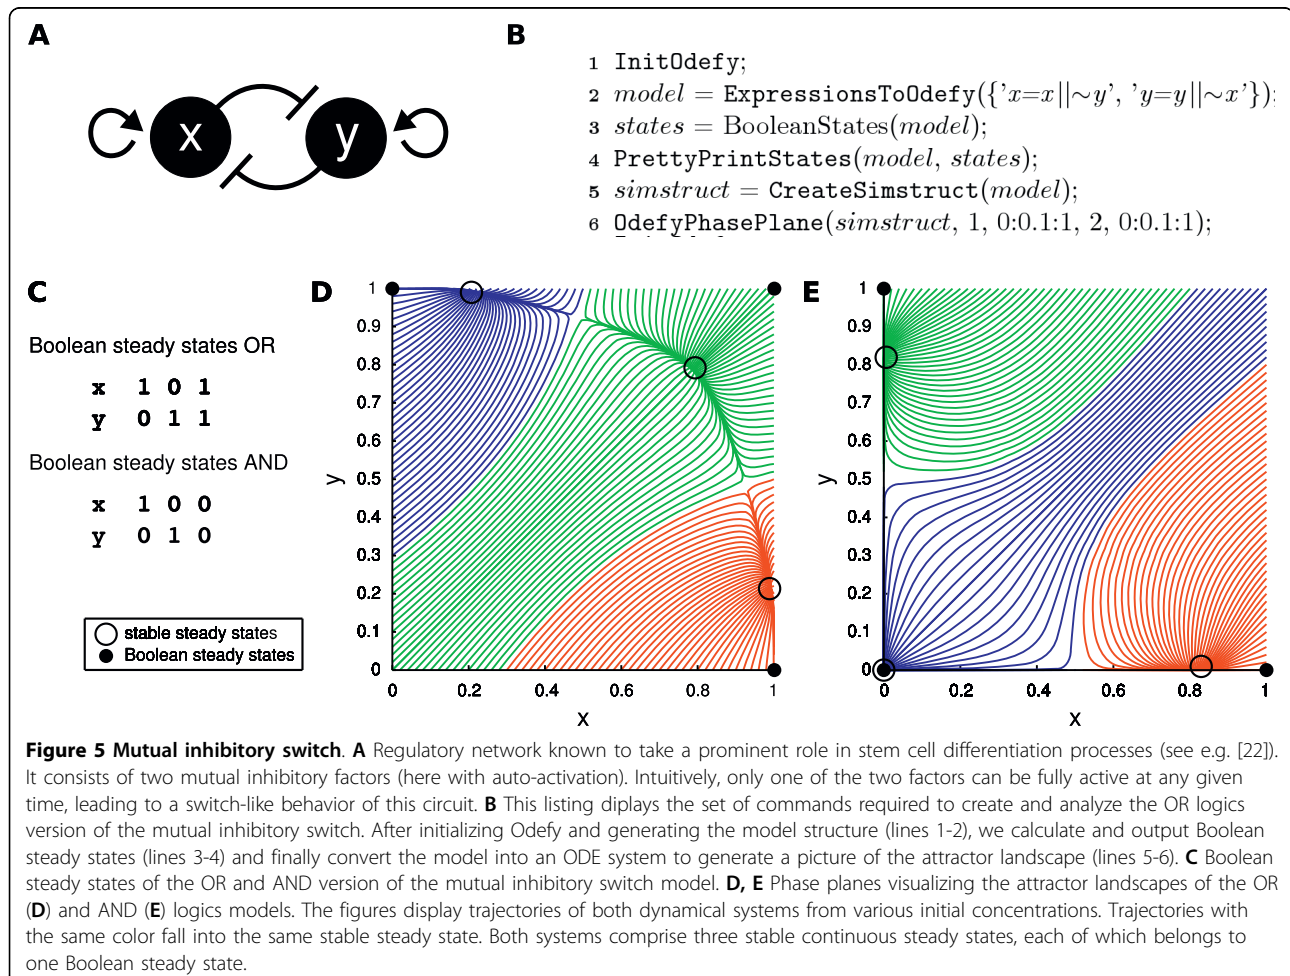 A
B
x
y
1 InitOdefy;
2 model = ExpressionsToOdefy({'x=x||~y', 'y=y||~x'});
3 states = BooleanStates(model);
4 PrettyPrintStates(model, states);
5 simstruct = CreateSimstruct(model);
6 OdefyPhasePlane(simstruct, 1, 0:0.1:1, 2, 0:0.1:1);
C
Boolean steady states OR
x 1 0 1
y 0 1 1
Boolean steady states AND
x 1 0 0
y 0 1 0
stable steady states
Boolean steady states
D
1
0.9
0.8
0.7
0.6
0.5
0.4
0.3
0.2
0.1
0
y
0 0.2 0.4 0.6 0.8 1
x
E
1
0.9
0.8
0.7
0.6
0.5
0.4
0.3
0.2
0.1
0
y
0 0.2 0.4 0.6 0.8 1
x
Figure 5 Mutual inhibitory switch. A Regulatory network known to take a prominent role in stem cell differentiation processes (see e.g. [22]).
It consists of two mutual inhibitory factors (here with auto-activation). Intuitively, only one of the two factors can be fully active at any given
time, leading to a switch-like behavior of this circuit. B This listing diplays the set of commands required to create and analyze the OR logics
version of the mutual inhibitory switch. After initializing Odefy and generating the model structure (lines 1-2), we calculate and output Boolean
steady states (lines 3-4) and finally convert the model into an ODE system to generate a picture of the attractor landscape (lines 5-6). C Boolean
steady states of the OR and AND version of the mutual inhibitory switch model. D, E Phase planes visualizing the attractor landscapes of the OR
(D) and AND (E) logics models. The figures display trajectories of both dynamical systems from various initial concentrations. Trajectories with
the same color fall into the same stable steady state. Both systems comprise three stable continuous steady states, each of which belongs to
one Boolean steady state.